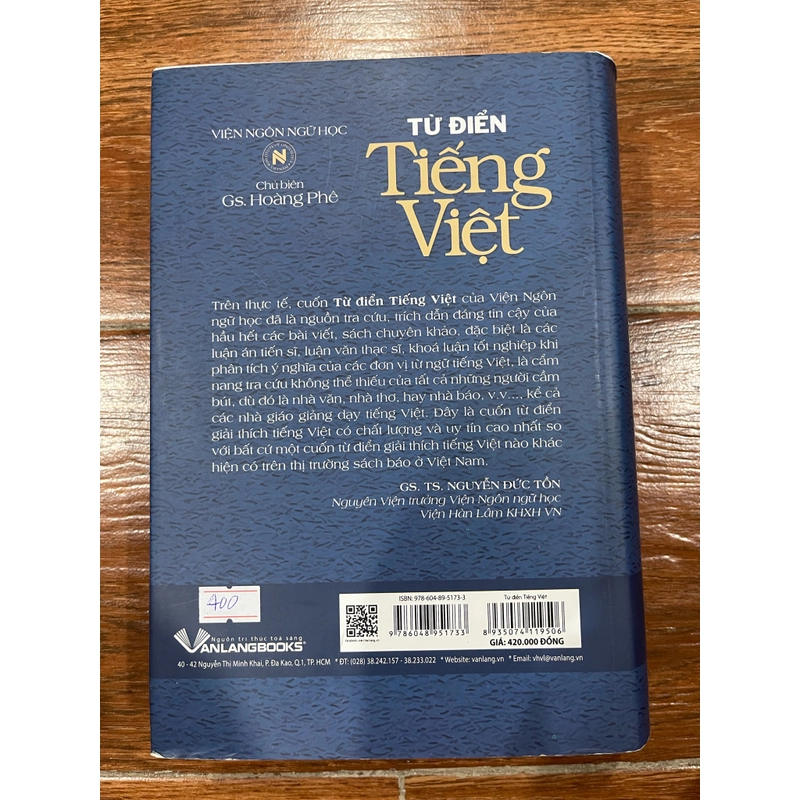 VIỆN NGÔN NGỮ HỌC
N
Chủ biên
Gs. Hoàng Phê
TỪ ĐIỂN
Tiếng
Việt
Trên thực tế, cuốn Từ điển Tiếng Việt của Viện Ngôn
ngữ học đã là nguồn tra cứu, trích dẫn đáng tin cậy của
hầu hết các bài viết, sách chuyên khảo, đặc biệt là các
luận án tiến sĩ, luận văn thạc sĩ, khoá luận tốt nghiệp khi
phân tích ý nghĩa của các đơn vị từ ngữ tiếng Việt, là cẩm
nang tra cứu không thể thiếu của tất cả những người cầm
bút, dù đó là nhà văn, nhà thơ, hay nhà báo, v.v..., kể cả
các nhà giáo giảng dạy tiếng Việt. Đây là cuốn từ điển
giải thích tiếng Việt có chất lượng và uy tín cao nhất so
với bất cứ một cuốn từ điển giải thích tiếng Việt nào khác
hiện có trên thị trường sách báo ở Việt Nam.
GS. TS. NGUYỄN ĐỨC TỒN
Nguyên Viện trưởng Viện Ngôn ngữ học
Viện Hàn Lâm KHXH VN
400
ISBN: 978-604-89-5173-3
9 786048 951733
Từ điển Tiếng Việt
8 935074 119506
GIÁ: 420.000 ĐỒNG
Nguồn tri thức toả sáng
VANLANGBOOKS®
40 - 42 Nguyễn Thị Minh Khai, P. Đa Kao, Q.1, TP. HCM * ĐT: (028) 38.242.157 - 38.233.022 * Website: vanlang.vn * Email: vhvl@vanlang.vn